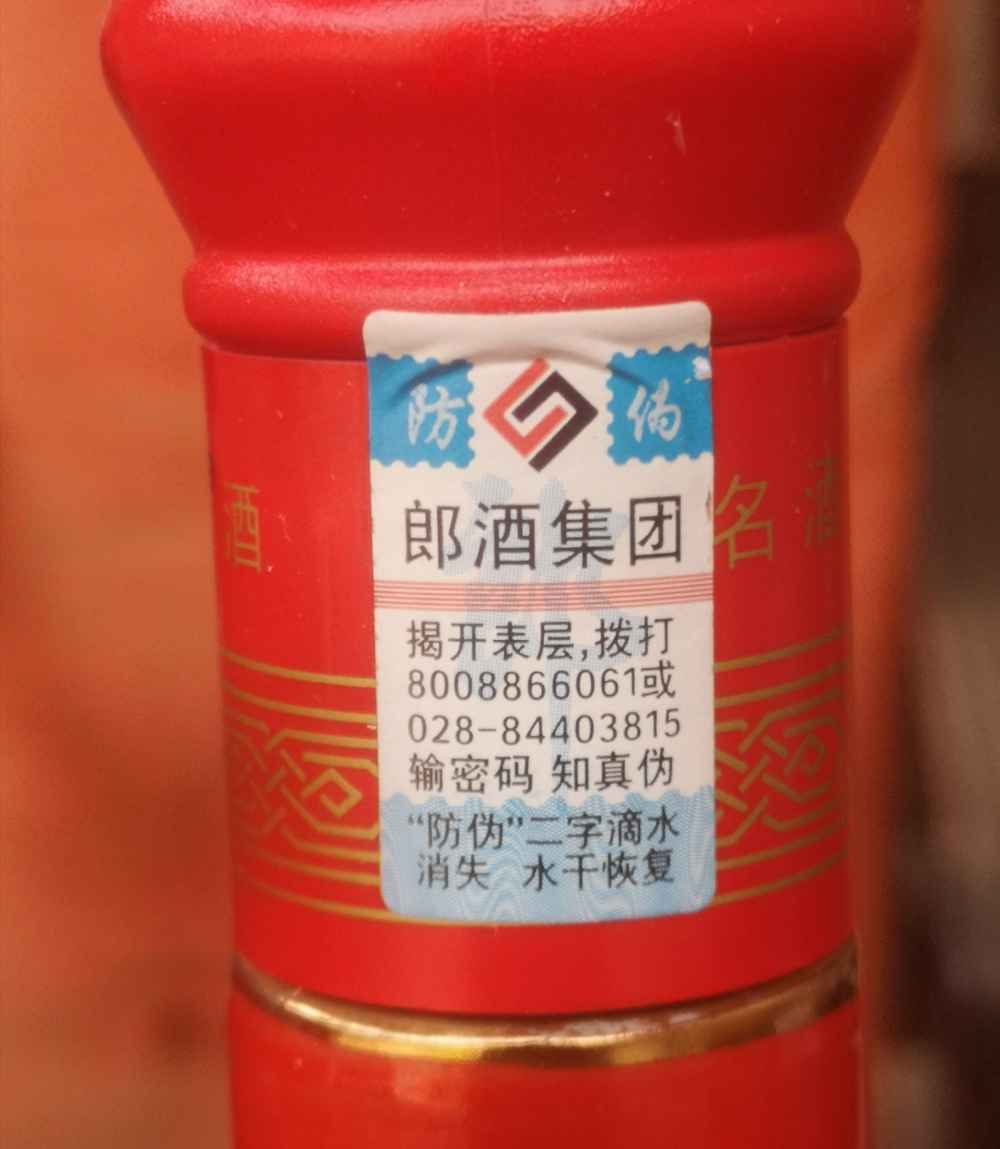 防 伪
郎酒集团
揭开表层,拨打
8008866061或
028-84403815
输密码 知真伪
“防伪”二字滴水
消失 水干恢复
酒
名酒